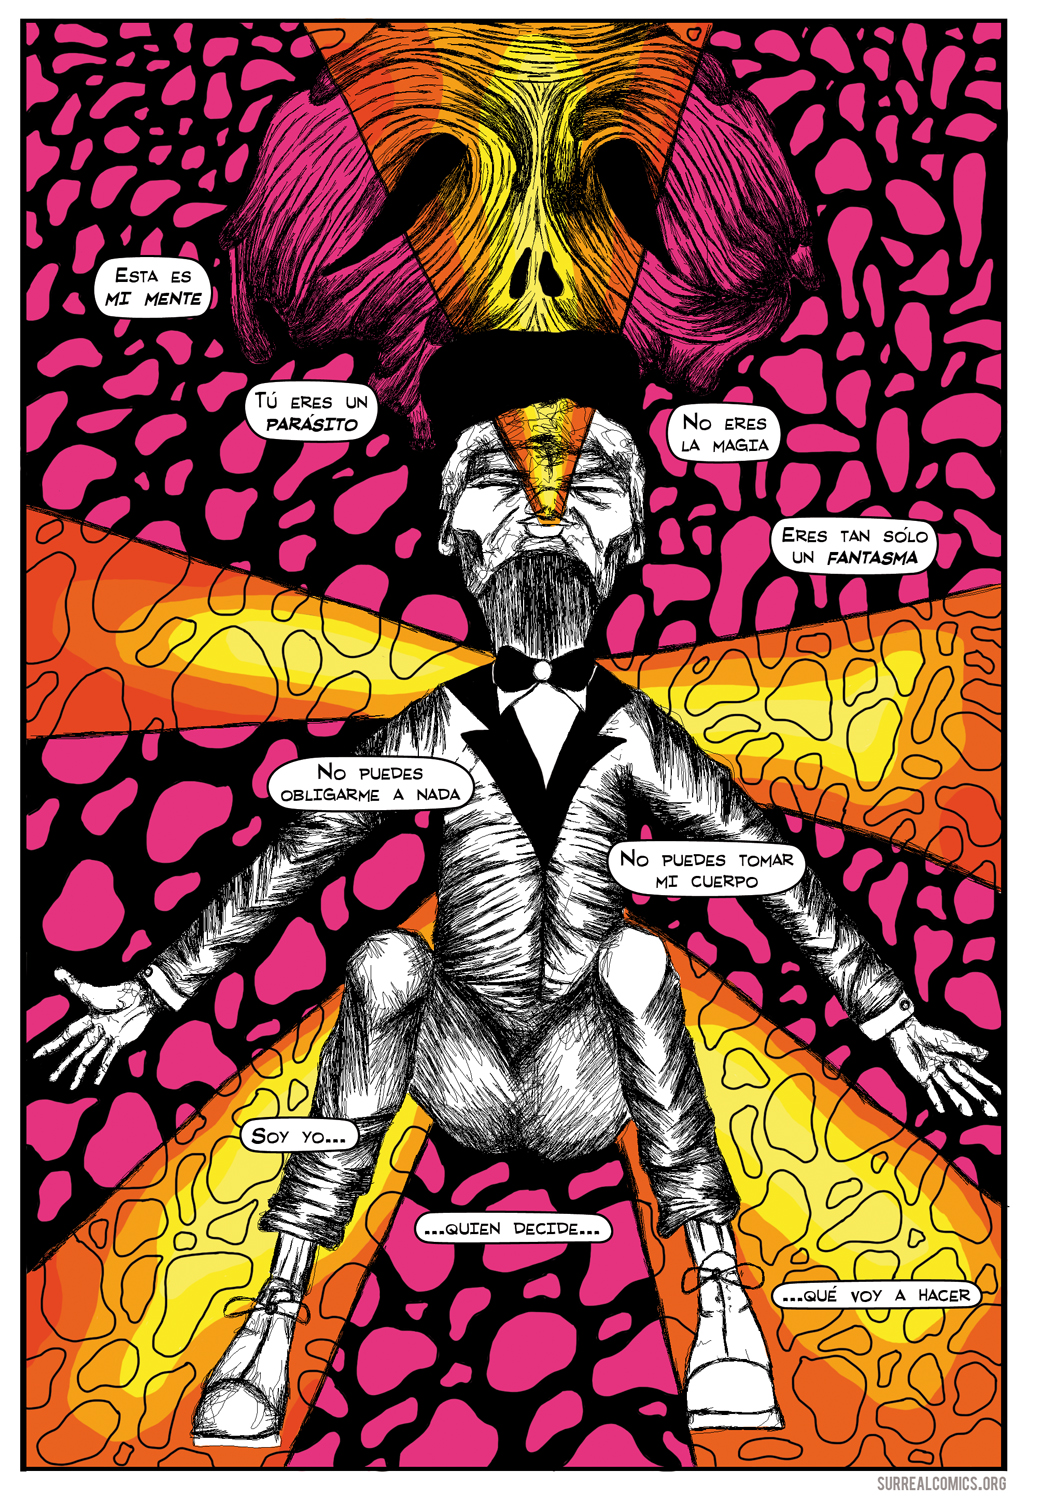 Esta es
mi mente
Tú eres un
parásito
No eres
la magia
Eres tan sólo
un fantasma
No puedes
obligarme a nada
No puedes tomar
mi cuerpo
Soy yo...
...quien decide...
...qué voy a hacer
SURREALCOMICS.ORG